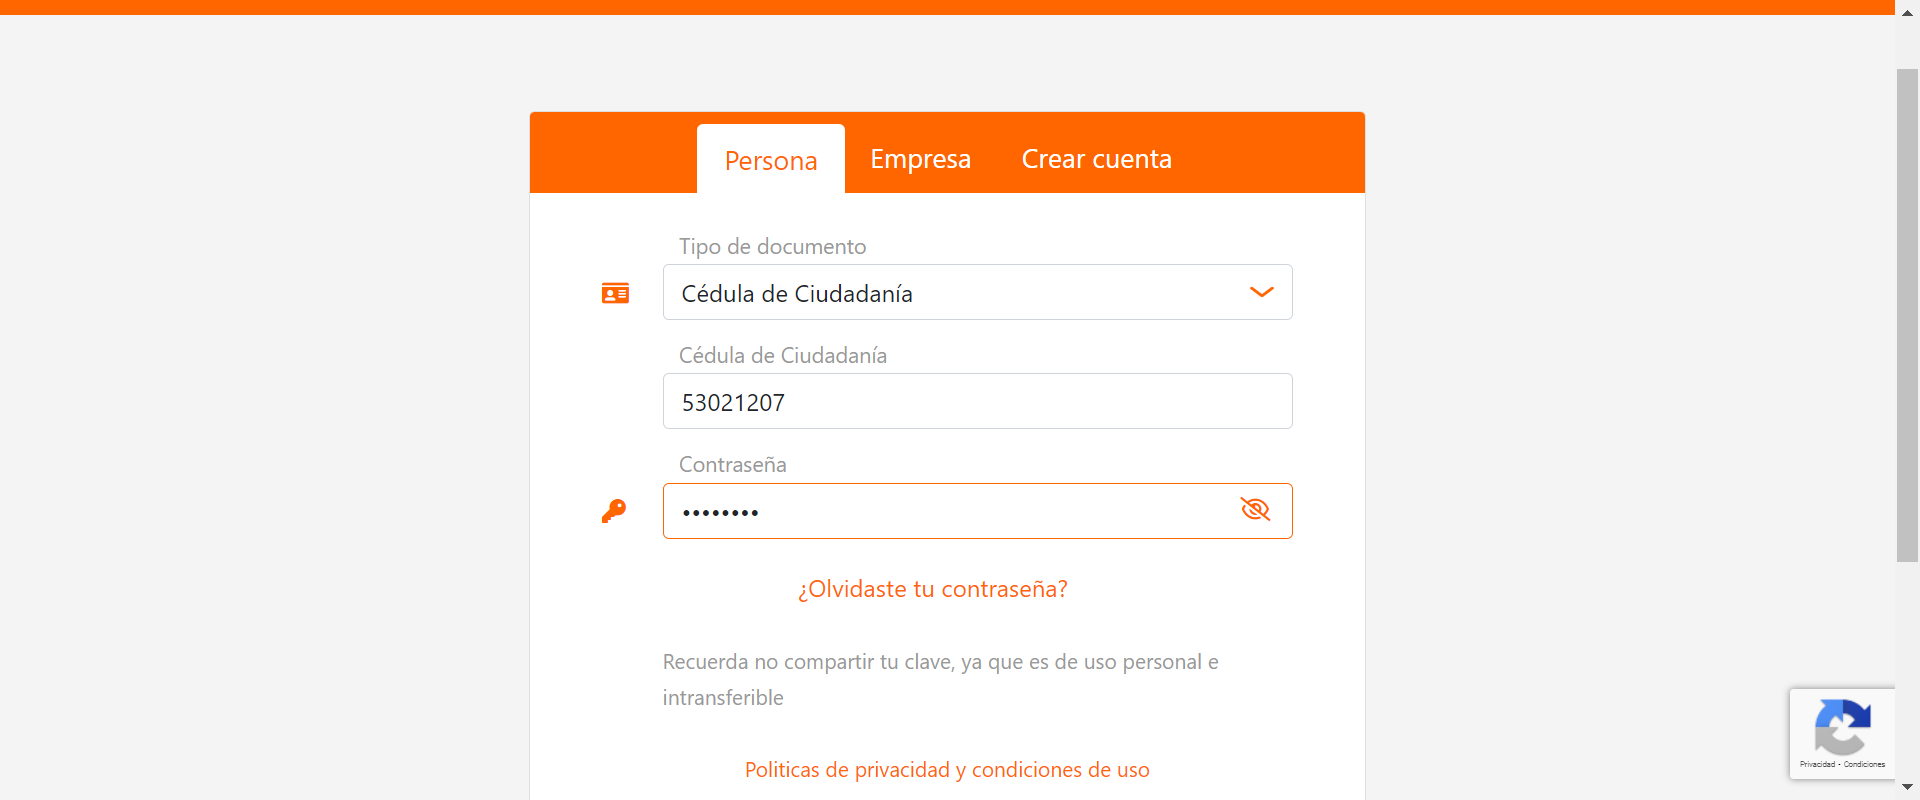 Persona Empresa Crear cuenta
Tipo de documento
Cédula de Ciudadanía
Cédula de Ciudadanía
53021207
Contraseña
••••••••
¿Olvidaste tu contraseña?
Recuerda no compartir tu clave, ya que es de uso personal e
intransferible
Politicas de privacidad y condiciones de uso
Privacidad - Condiciones